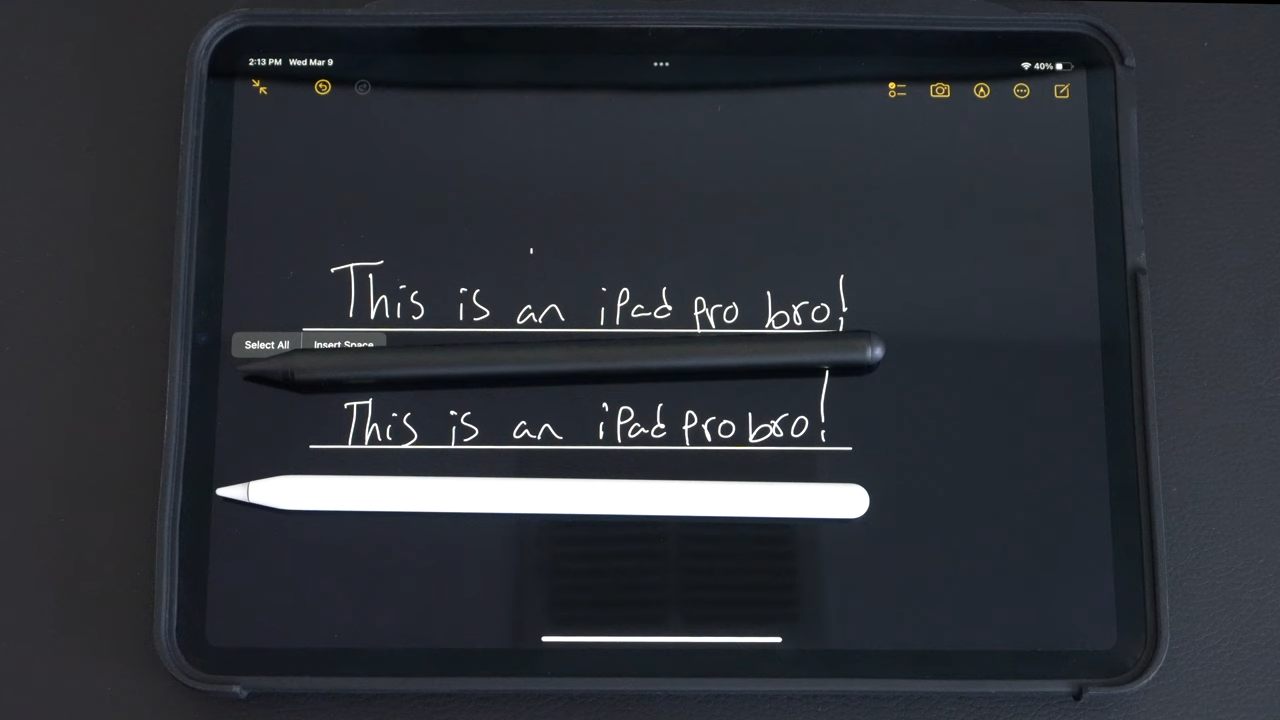 2:13 PM Wed Mar 9 40%
This is an iPad pro bro!
Select All Insert Space
This is an iPad pro bro!